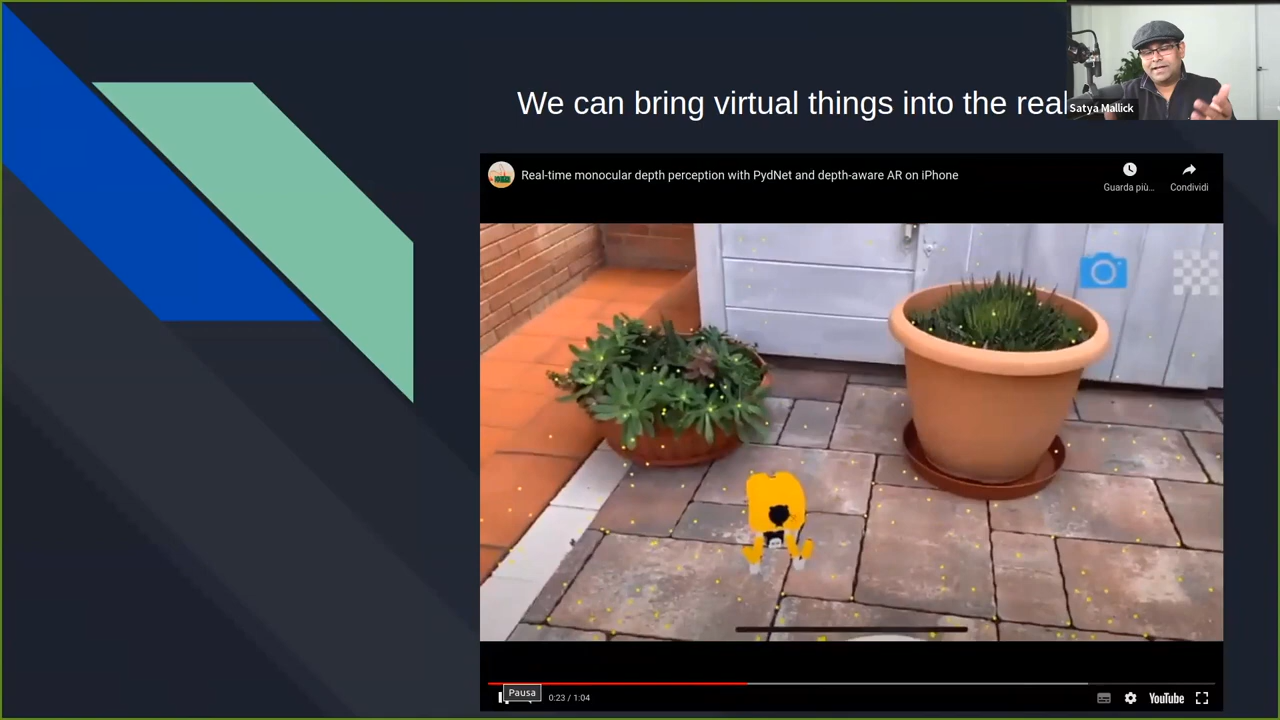 We can bring virtual things into the real
Satya Mallick
Real-time monocular depth perception with PydNet and depth-aware AR on iPhone
Guarda più...
Condividi
Pausa
0:23 / 1:04
YouTube